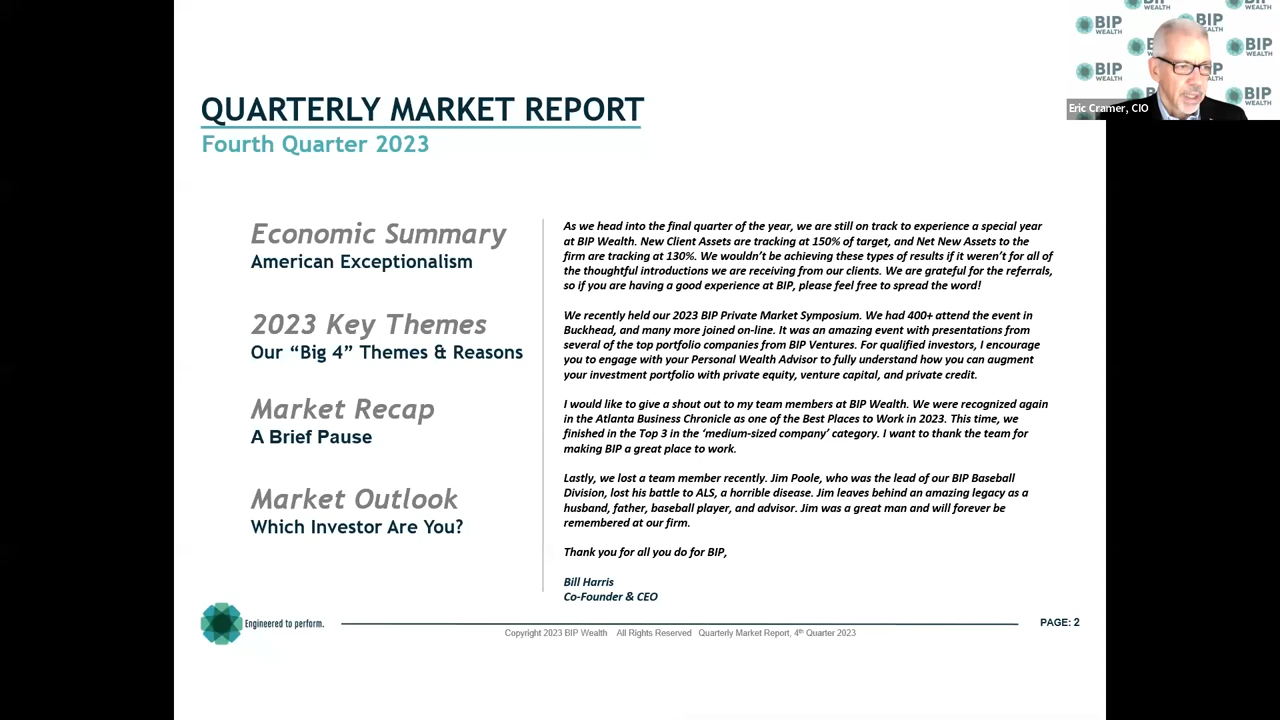 QUARTERLY MARKET REPORT
Fourth Quarter 2023
Economic Summary
American Exceptionalism
2023 Key Themes
Our “Big 4” Themes & Reasons
Market Recap
A Brief Pause
Market Outlook
Which Investor Are You?
As we head into the final quarter of the year, we are still on track to experience a special year
at BIP Wealth. New Client Assets are tracking at 150% of target, and Net New Assets to the
firm are tracking at 130%. We wouldn’t be achieving these types of results if it weren’t for all of
the thoughtful introductions we are receiving from our clients. We are grateful for the referrals,
so if you are having a good experience at BIP, please feel free to spread the word!
We recently held our 2023 BIP Private Market Symposium. We had 400+ attend the event in
Buckhead, and many more joined on-line. It was an amazing event with presentations from
several of the top portfolio companies from BIP Ventures. For qualified investors, I encourage
you to engage with your Personal Wealth Advisor to fully understand how you can augment
your investment portfolio with private equity, venture capital, and private credit.
I would like to give a shout out to my team members at BIP Wealth. We were recognized again
in the Atlanta Business Chronicle as one of the Best Places to Work in 2023. This time, we
finished in the Top 3 in the ‘medium-sized company’ category. I want to thank the team for
making BIP a great place to work.
Lastly, we lost a team member recently. Jim Poole, who was the lead of our BIP Baseball
Division, lost his battle to ALS, a horrible disease. Jim leaves behind an amazing legacy as a
husband, father, baseball player, and advisor. Jim was a great man and will forever be
remembered at our firm.
Thank you for all you do for BIP,
Bill Harris
Co-Founder & CEO
Engineered to perform.
Copyright 2023 BIP Wealth All Rights Reserved Quarterly Market Report, 4th Quarter 2023
PAGE: 2
BIP WEALTH
BIP WEALTH
BIP WEALTH
BIP WEALTH
BIP WEALTH
Eric Cramer, CIO